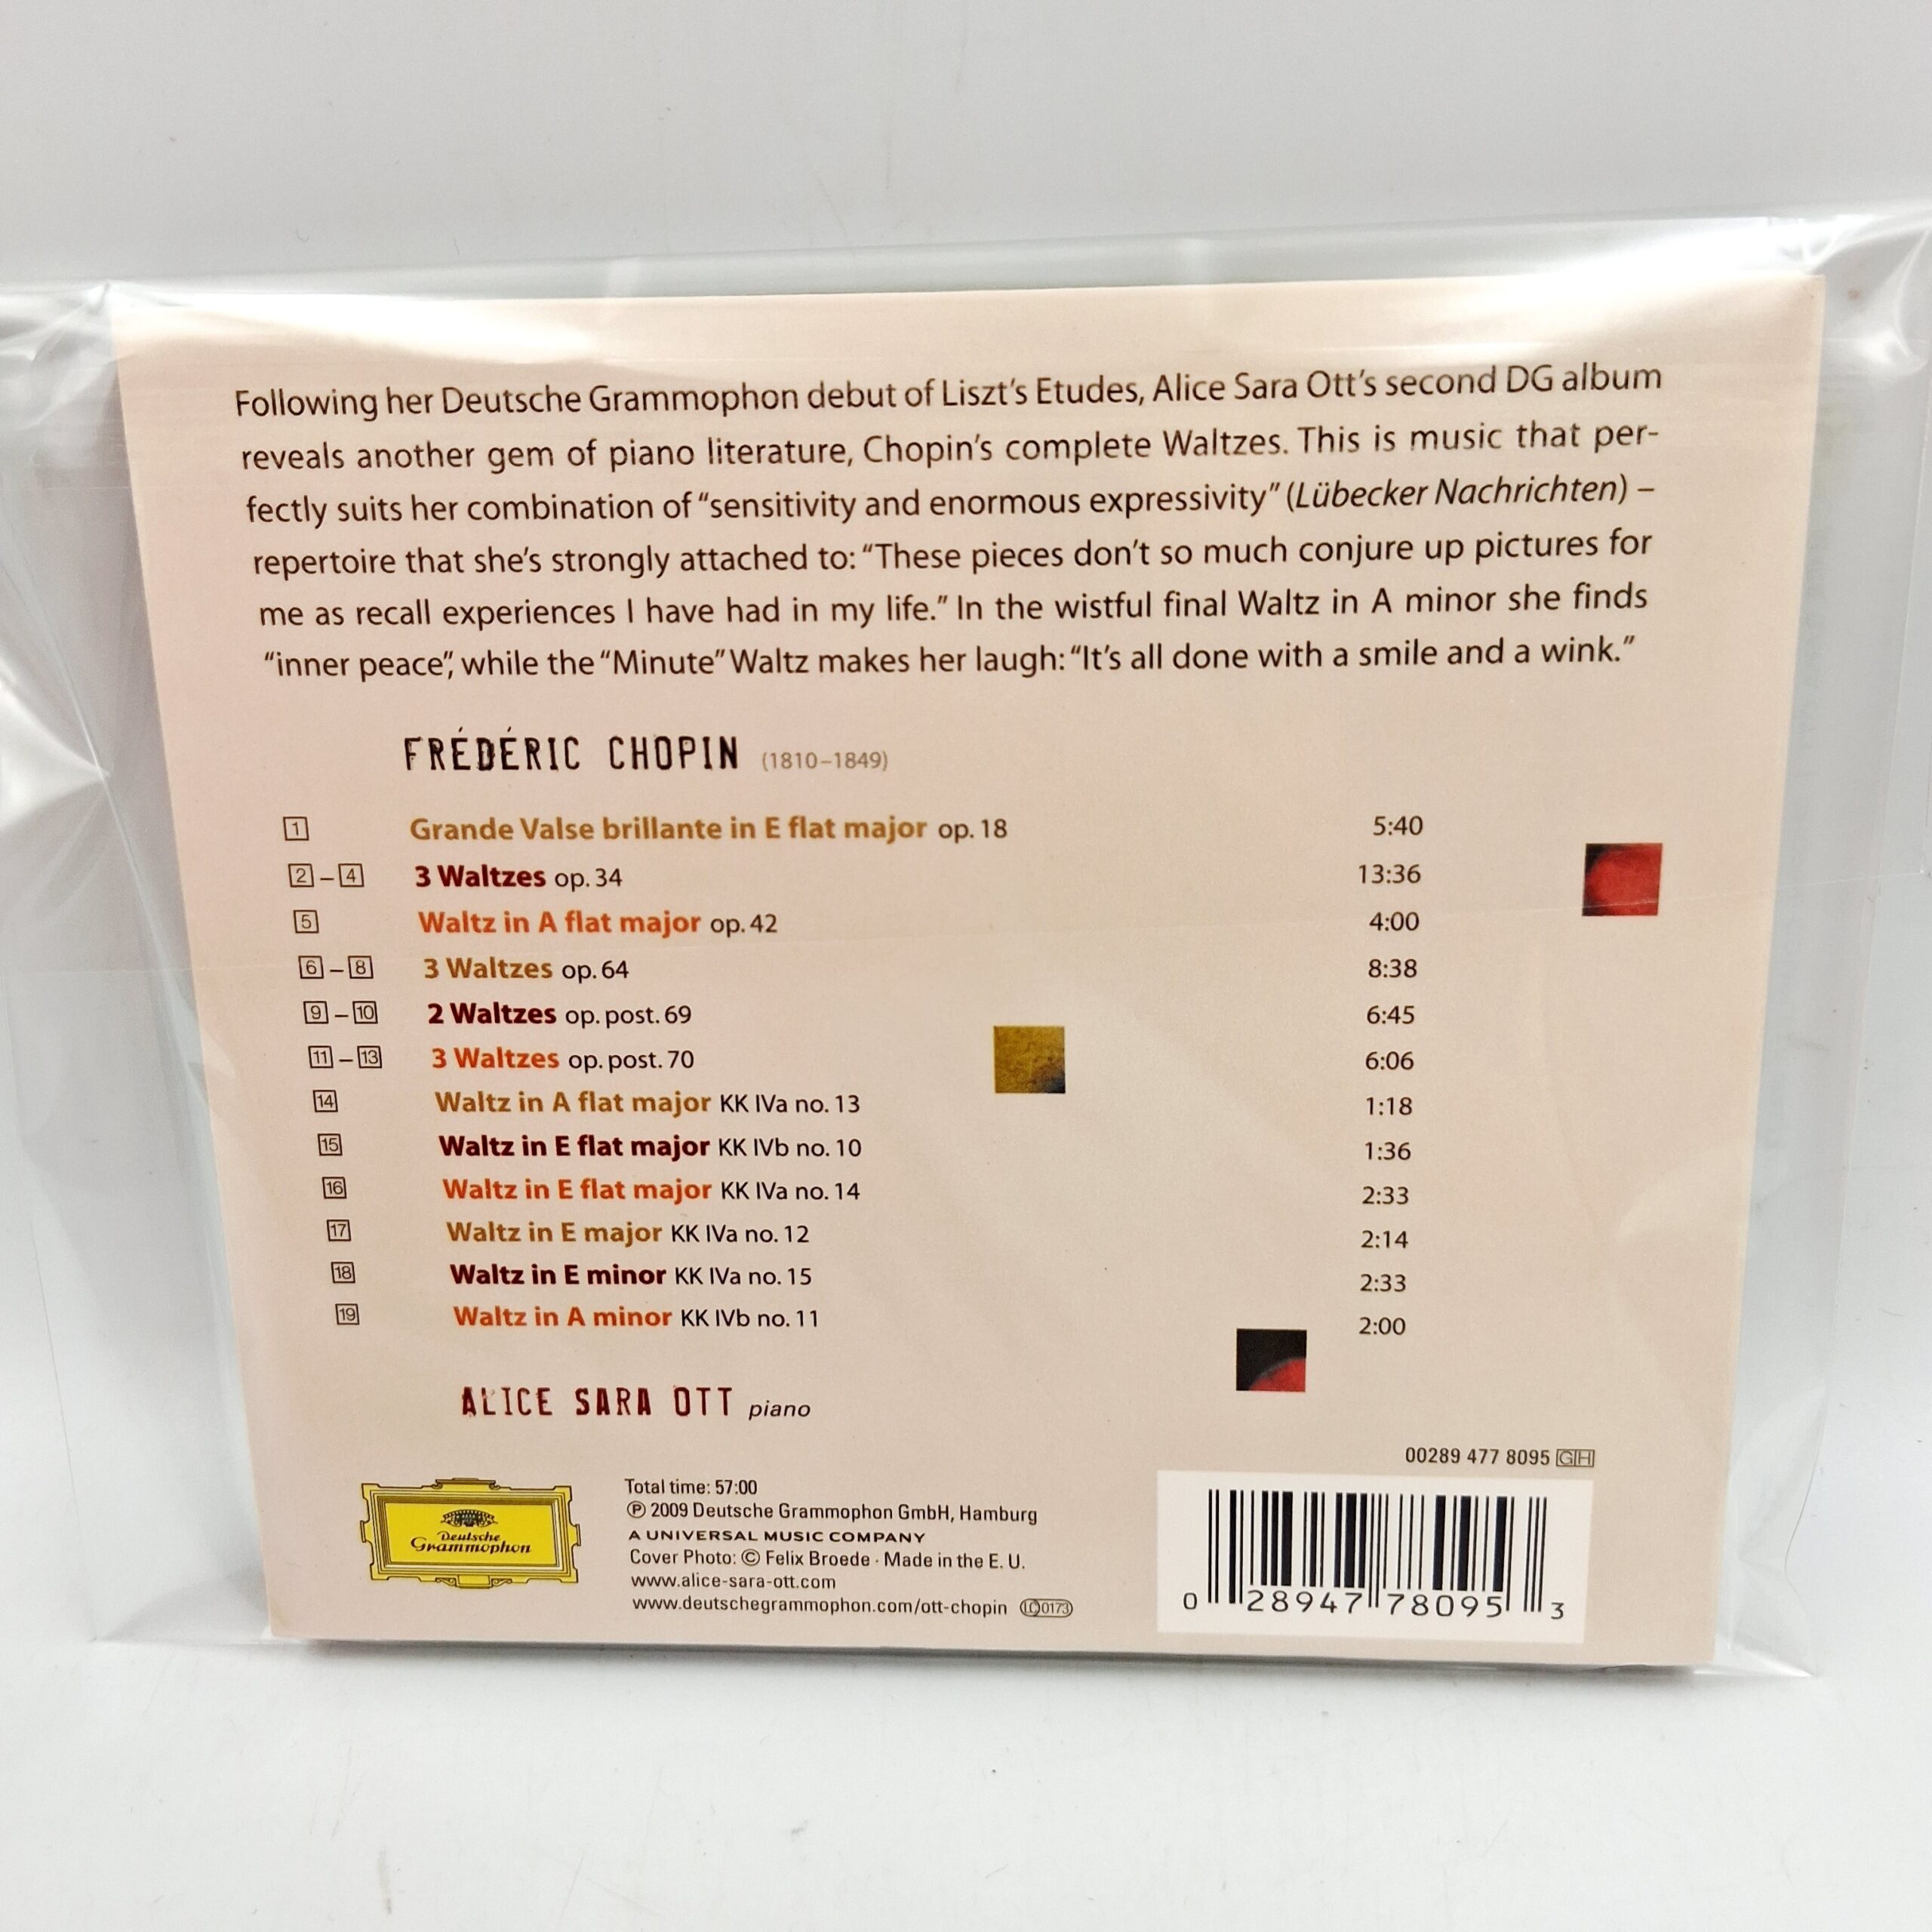 Following her Deutsche Grammophon debut of Liszt's Etudes, Alice Sara Ott's second DG album
reveals another gem of piano literature, Chopin's complete Waltzes. This is music that per-
fectly suits her combination of “sensitivity and enormous expressivity” (Lübecker Nachrichten) –
repertoire that she's strongly attached to: “These pieces don't so much conjure up pictures for
me as recall experiences I have had in my life.” In the wistful final Waltz in A minor she finds
“inner peace”, while the “Minute” Waltz makes her laugh: “It's all done with a smile and a wink.”
FRÉDÉRIC CHOPIN (1810–1849)
1 Grande Valse brillante in E flat major op. 18 5:40
2 – 4 3 Waltzes op. 34 13:36
5 Waltz in A flat major op. 42 4:00
6 – 8 3 Waltzes op. 64 8:38
9 – 10 2 Waltzes op. post. 69 6:45
11 – 13 3 Waltzes op. post. 70 6:06
14 Waltz in A flat major KK IVa no. 13 1:18
15 Waltz in E flat major KK IVb no. 10 1:36
16 Waltz in E flat major KK IVa no. 14 2:33
17 Waltz in E major KK IVa no. 12 2:14
18 Waltz in E minor KK IVa no. 15 2:33
19 Waltz in A minor KK IVb no. 11 2:00
ALICE SARA OTT piano
00289 477 8095 GH
Deutsche
Grammophon
Total time: 57:00
℗ 2009 Deutsche Grammophon GmbH, Hamburg
A UNIVERSAL MUSIC COMPANY
Cover Photo: © Felix Broede · Made in the E. U.
www.alice-sara-ott.com
www.deutschegrammophon.com/ott-chopin LC 0173
0 28947 78095 3